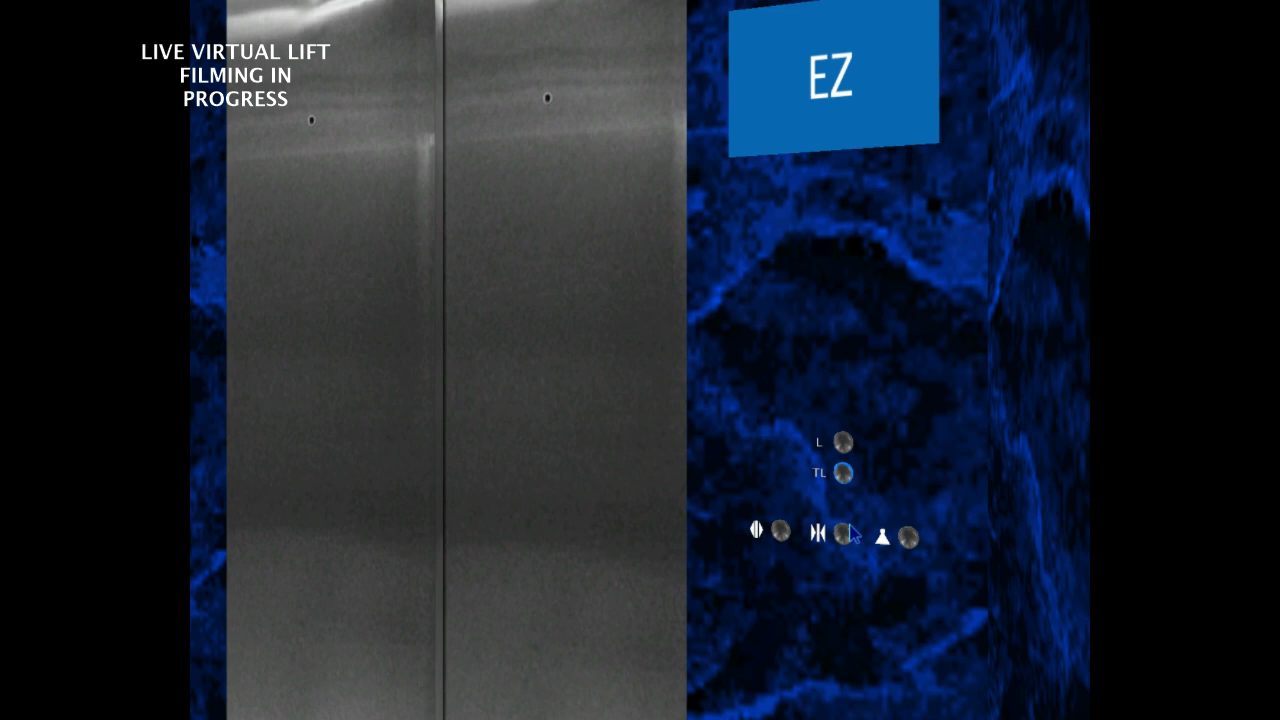 LIVE VIRTUAL LIFT
FILMING IN
PROGRESS
EZ
L
TL